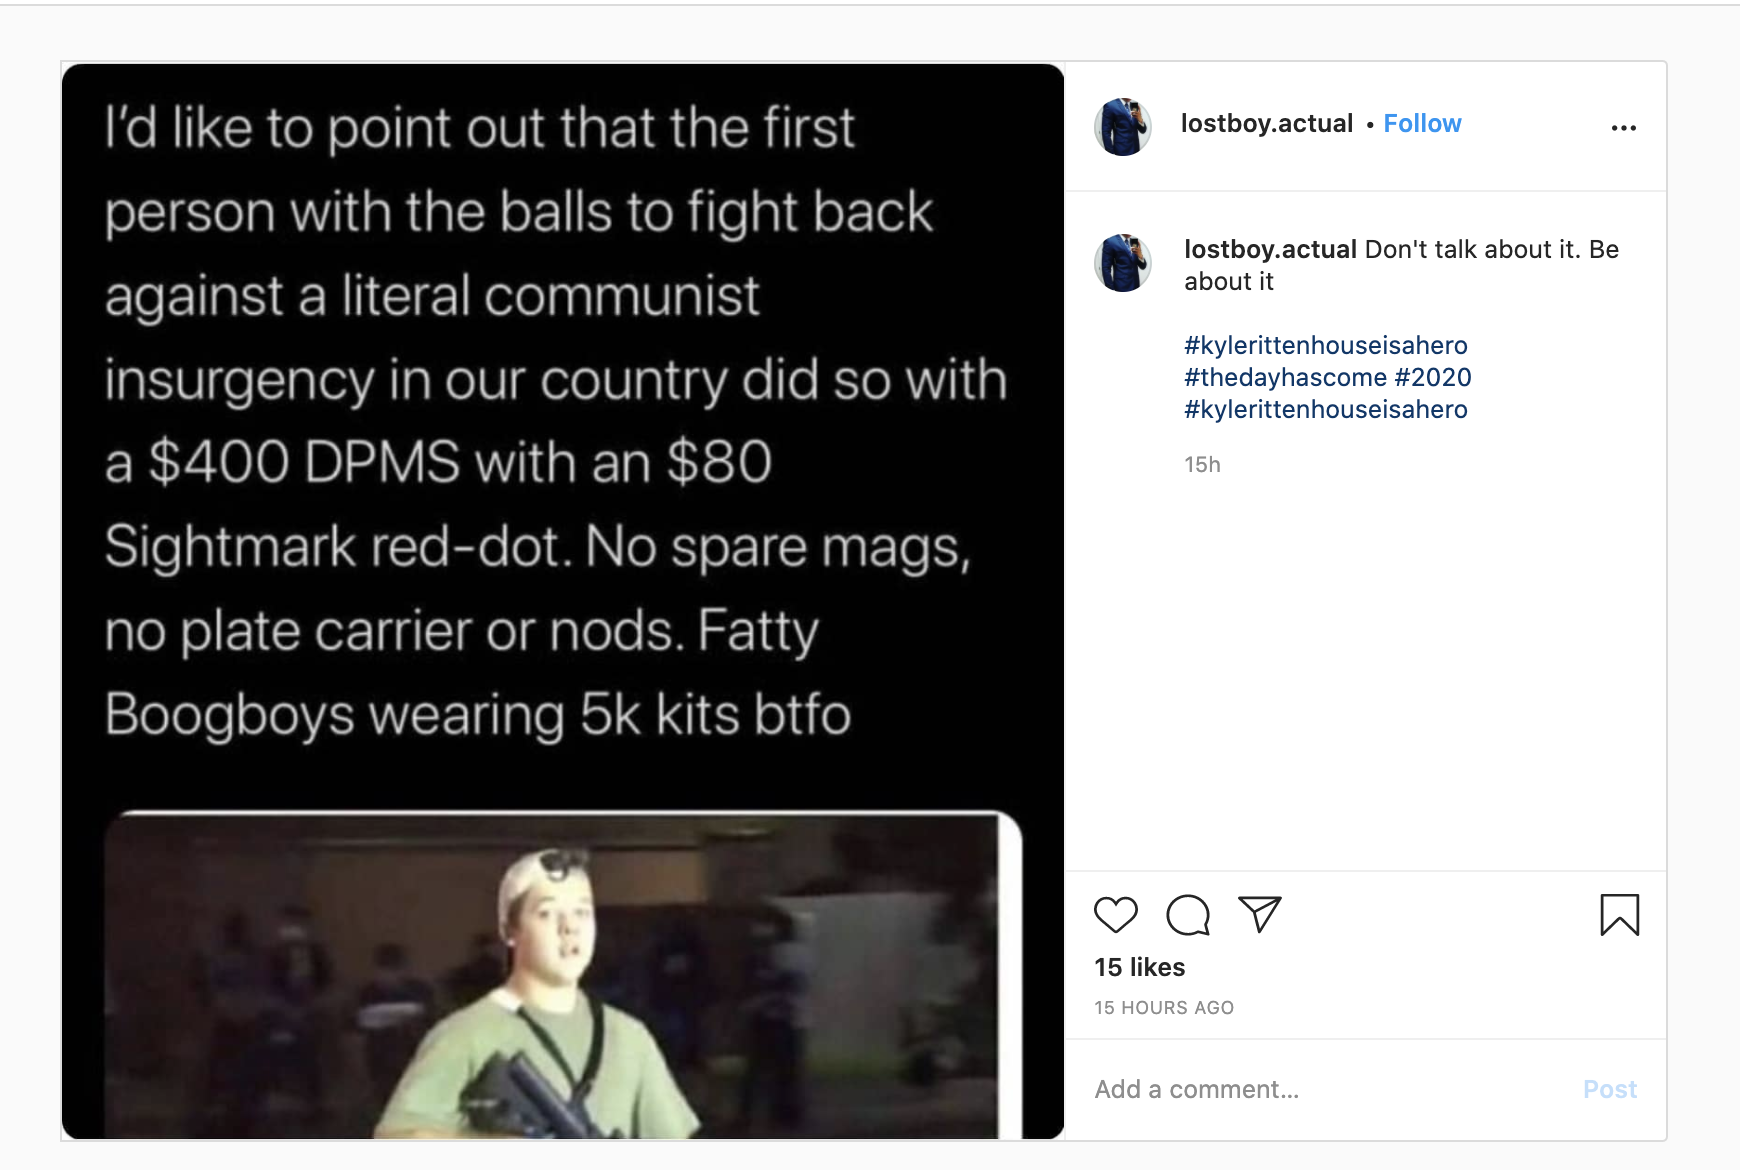 I'd like to point out that the first
person with the balls to fight back
against a literal communist
insurgency in our country did so with
a $400 DPMS with an $80
Sightmark red-dot. No spare mags,
no plate carrier or nods. Fatty
Boogboys wearing 5k kits btfo
lostboy.actual • Follow
lostboy.actual Don't talk about it. Be
about it
#kylerittenhouseisahero
#thedayhascome #2020
#kylerittenhouseisahero
15h
15 likes
15 HOURS AGO
Add a comment...
Post